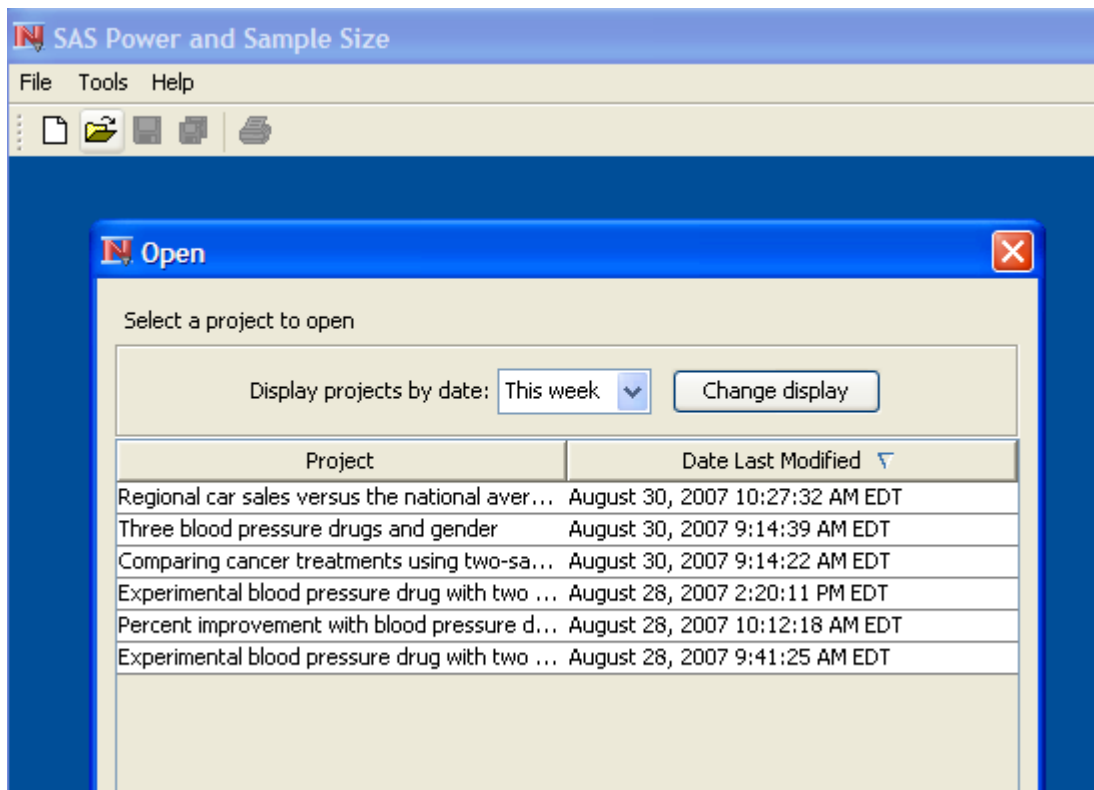 SAS Power and Sample Size
File Tools Help
Open
Select a project to open
Display projects by date: This week Change display
Project Date Last Modified
Regional car sales versus the national aver... August 30, 2007 10:27:32 AM EDT
Three blood pressure drugs and gender August 30, 2007 9:14:39 AM EDT
Comparing cancer treatments using two-sa... August 30, 2007 9:14:22 AM EDT
Experimental blood pressure drug with two ... August 28, 2007 2:20:11 PM EDT
Percent improvement with blood pressure d... August 28, 2007 10:12:18 AM EDT
Experimental blood pressure drug with two ... August 28, 2007 9:41:25 AM EDT